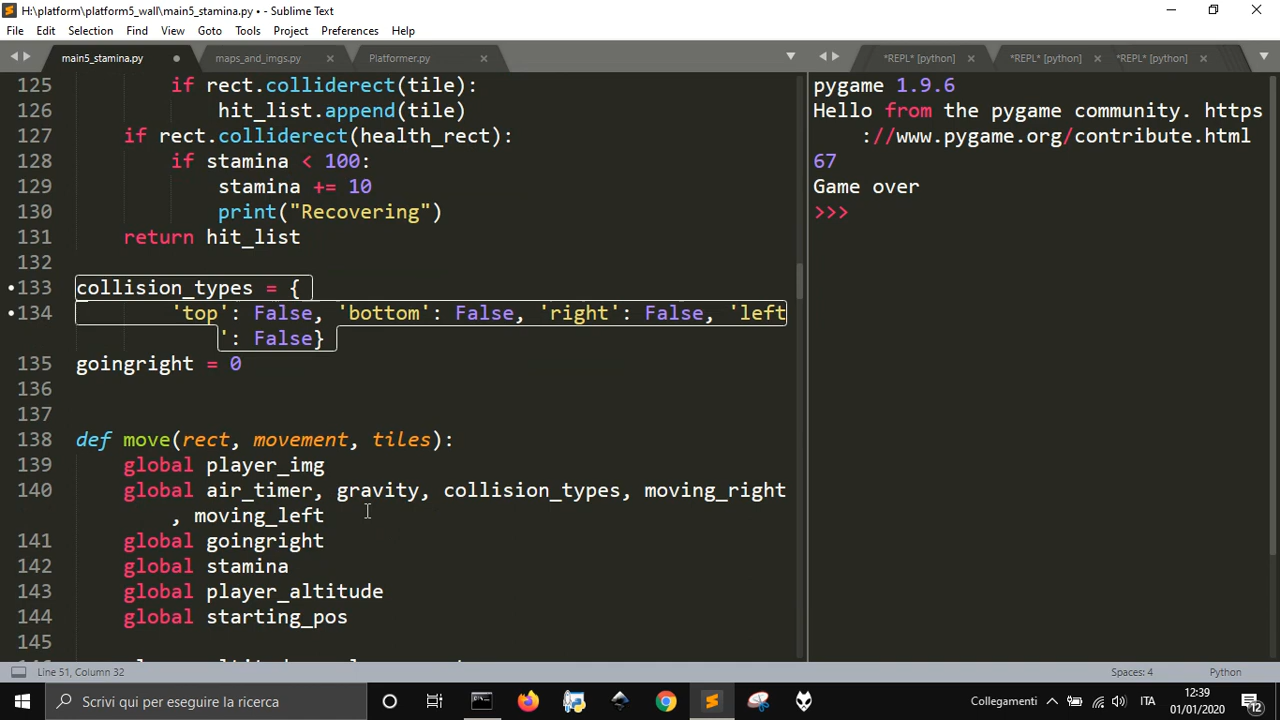 H:\platform\platform5_wall\main5_stamina.py • - Sublime Text
File Edit Selection Find View Goto Tools Project Preferences Help
main5_stamina.py maps_and_imgs.py Platformer.py *REPL* [python] *REPL* [python] *REPL* [python]
125 if rect.colliderect(tile):
126 hit_list.append(tile)
127 if rect.colliderect(health_rect):
128 if stamina < 100:
129 stamina += 10
130 print("Recovering")
131 return hit_list
132
133 collision_types = {
134 'top': False, 'bottom': False, 'right': False, 'left
': False}
135 goingright = 0
136
137
138 def move(rect, movement, tiles):
139 global player_img
140 global air_timer, gravity, collision_types, moving_right
, moving_left
141 global goingright
142 global stamina
143 global player_altitude
144 global starting_pos
145
pygame 1.9.6
Hello from the pygame community. https
://www.pygame.org/contribute.html
67
Game over
>>>
Line 51, Column 32 Spaces: 4 Python
Scrivi qui per eseguire la ricerca
Collegamenti ITA 12:39
01/01/2020
12